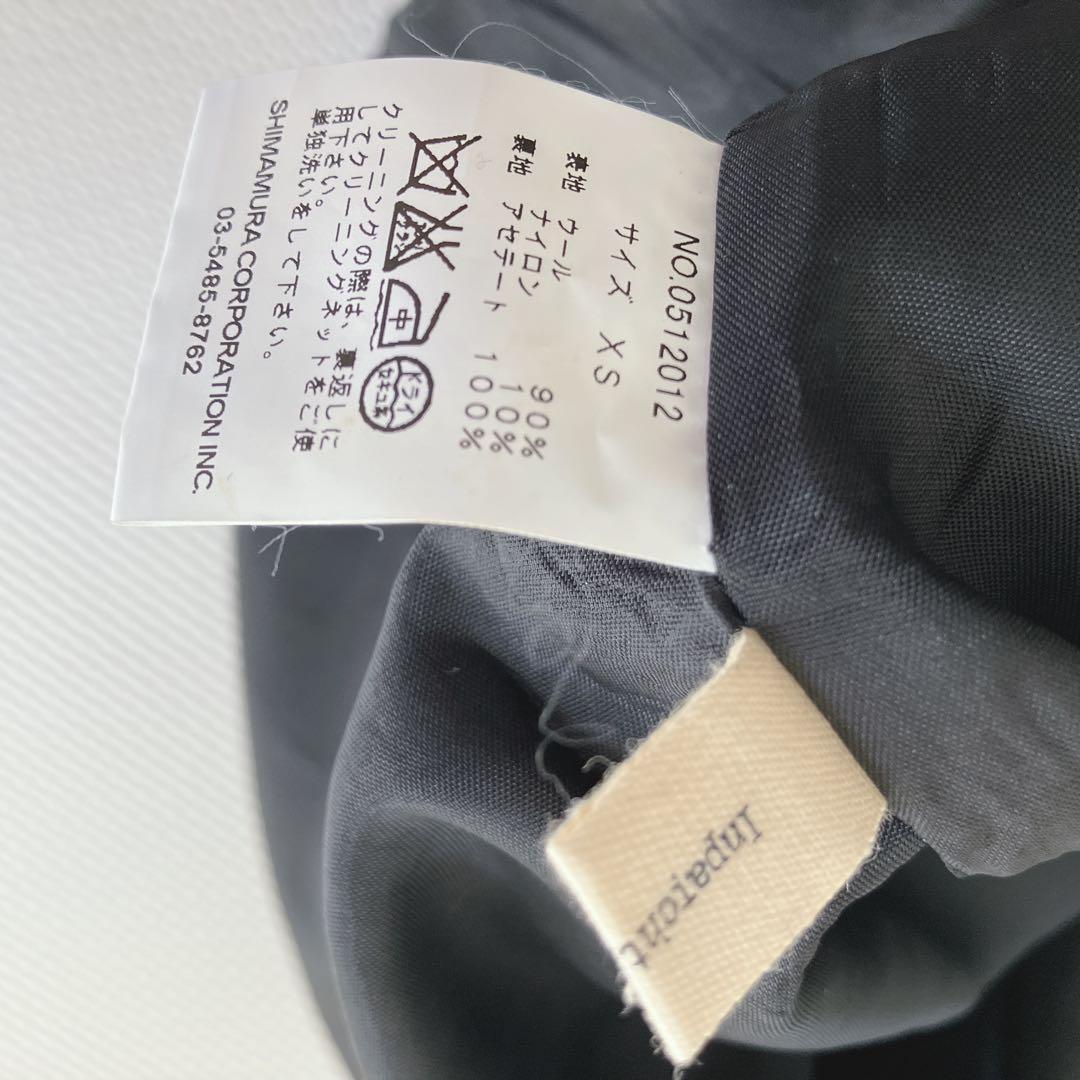 NO.0512012
サイズ XS
表地 ウール 90%
ナイロン 10%
裏地 アセテート 100%
中
ドライ
セキユ系
クリーニングの際は、裏返しに
してクリーニングネットをご使
用下さい。
単独洗いをして下さい。
SHIMAMURA CORPORATION INC.
03-5485-8762